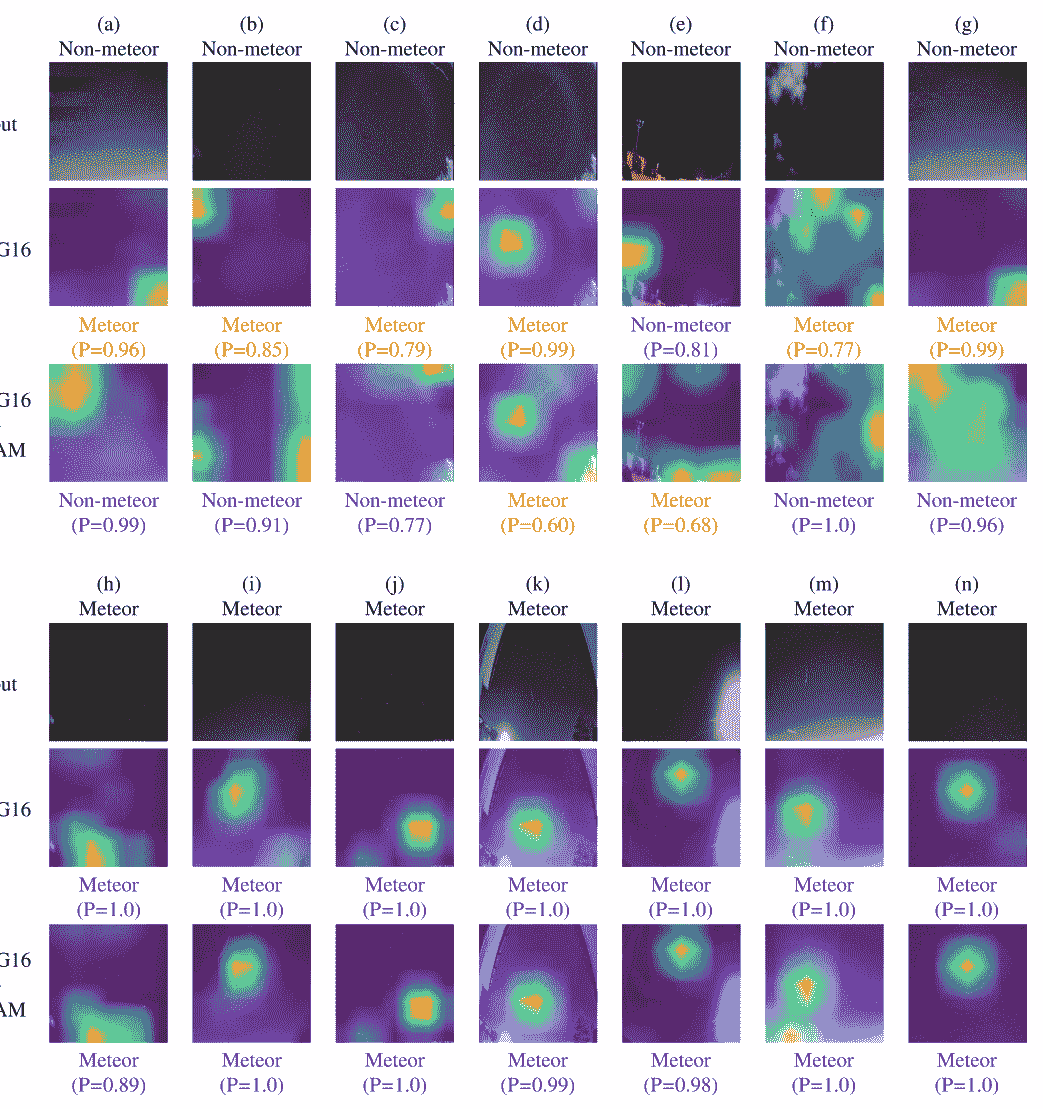 (a) (b) (c) (d) (e) (f) (g)
Non-meteor Non-meteor Non-meteor Non-meteor Non-meteor Non-meteor Non-meteor
ut
G16
Meteor Meteor Meteor Meteor Non-meteor Meteor Meteor
(P=0.96) (P=0.85) (P=0.79) (P=0.99) (P=0.81) (P=0.77) (P=0.99)
G16
AM
Non-meteor Non-meteor Non-meteor Meteor Meteor Non-meteor Non-meteor
(P=0.99) (P=0.91) (P=0.77) (P=0.60) (P=0.68) (P=1.0) (P=0.96)
(h) (i) (j) (k) (l) (m) (n)
Meteor Meteor Meteor Meteor Meteor Meteor Meteor
ut
G16
Meteor Meteor Meteor Meteor Meteor Meteor Meteor
(P=1.0) (P=1.0) (P=1.0) (P=1.0) (P=1.0) (P=1.0) (P=1.0)
G16
AM
Meteor Meteor Meteor Meteor Meteor Meteor Meteor
(P=0.89) (P=1.0) (P=1.0) (P=0.99) (P=0.98) (P=1.0) (P=1.0)